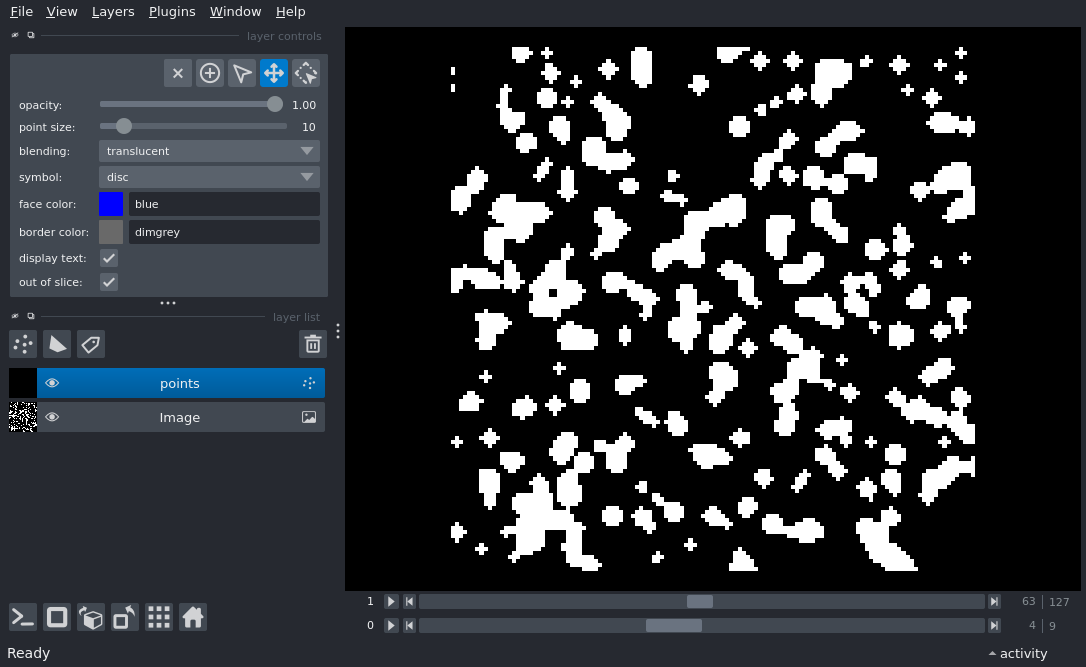 File View Layers Plugins Window Help
layer controls
opacity: 1.00
point size: 10
blending: translucent
symbol: disc
face color: blue
border color: dimgrey
display text:
out of slice:
layer list
points
Image
1 63 127
0 4 9
Ready activity